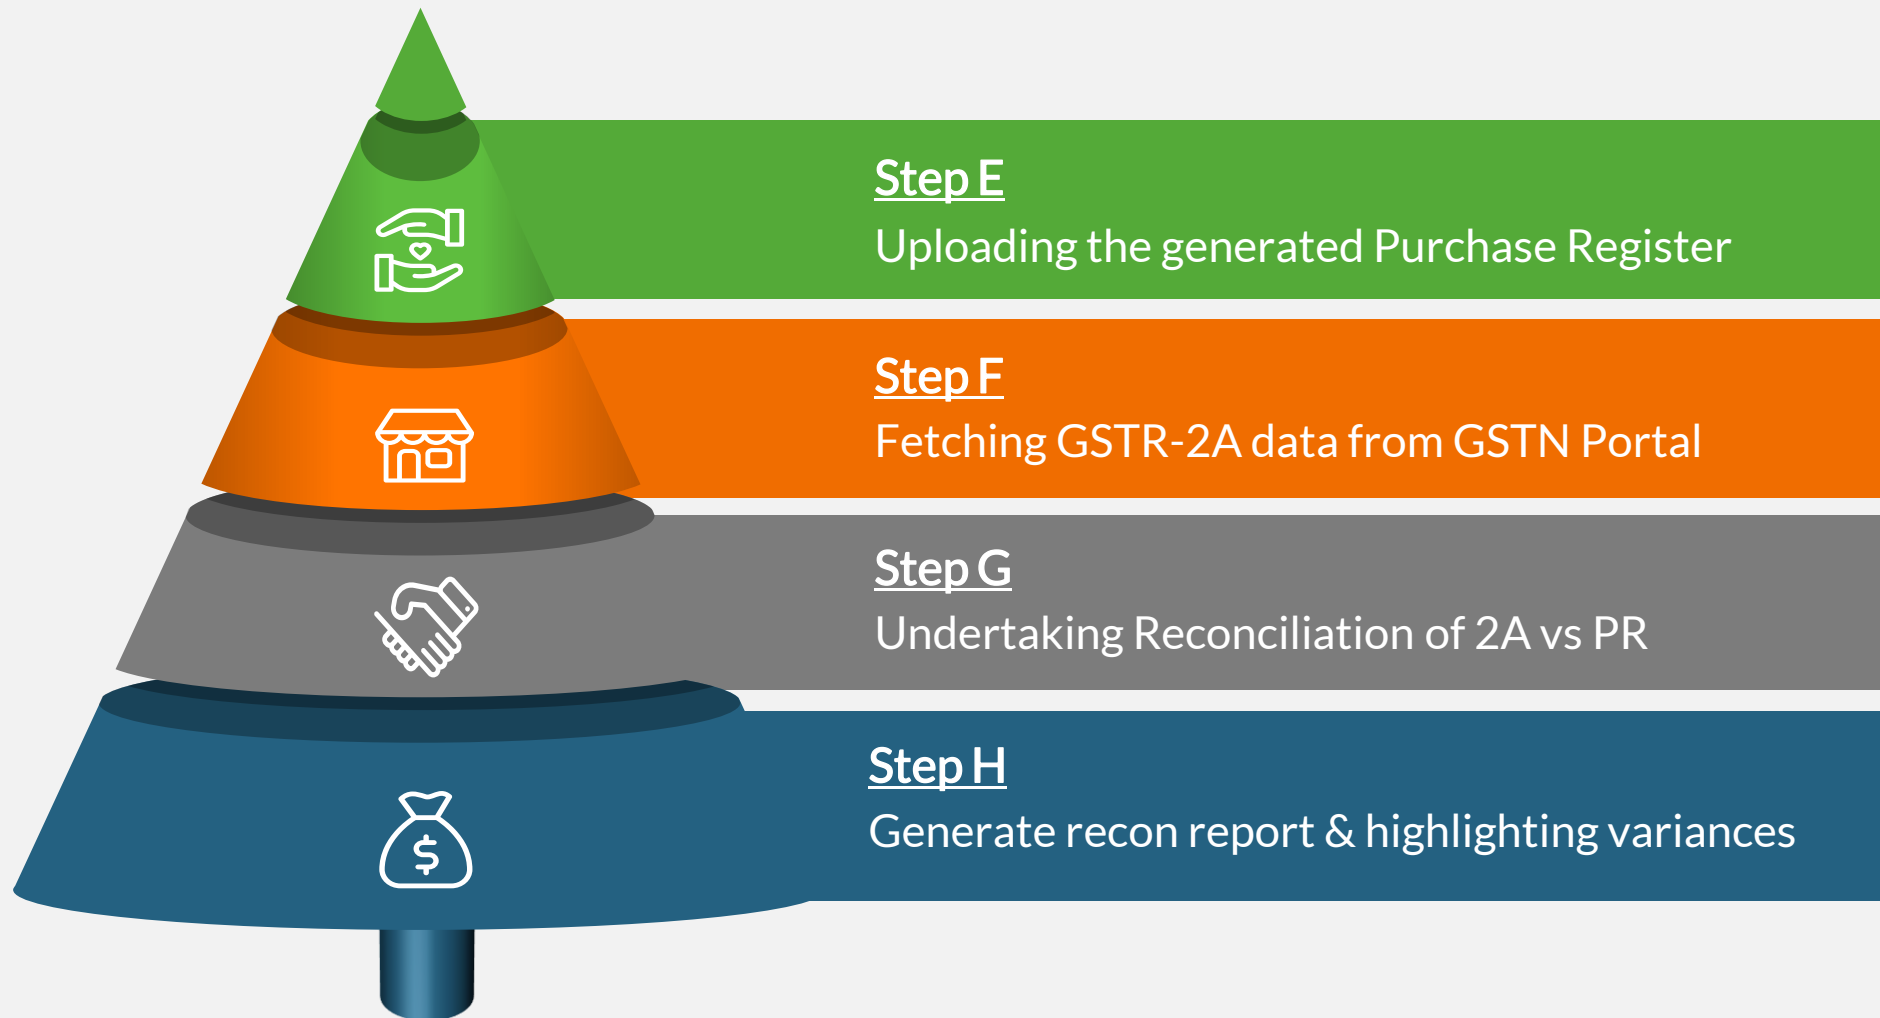 Step E
Uploading the generated Purchase Register
Step F
Fetching GSTR-2A data from GSTN Portal
Step G
Undertaking Reconciliation of 2A vs PR
Step H
Generate recon report & highlighting variances
$